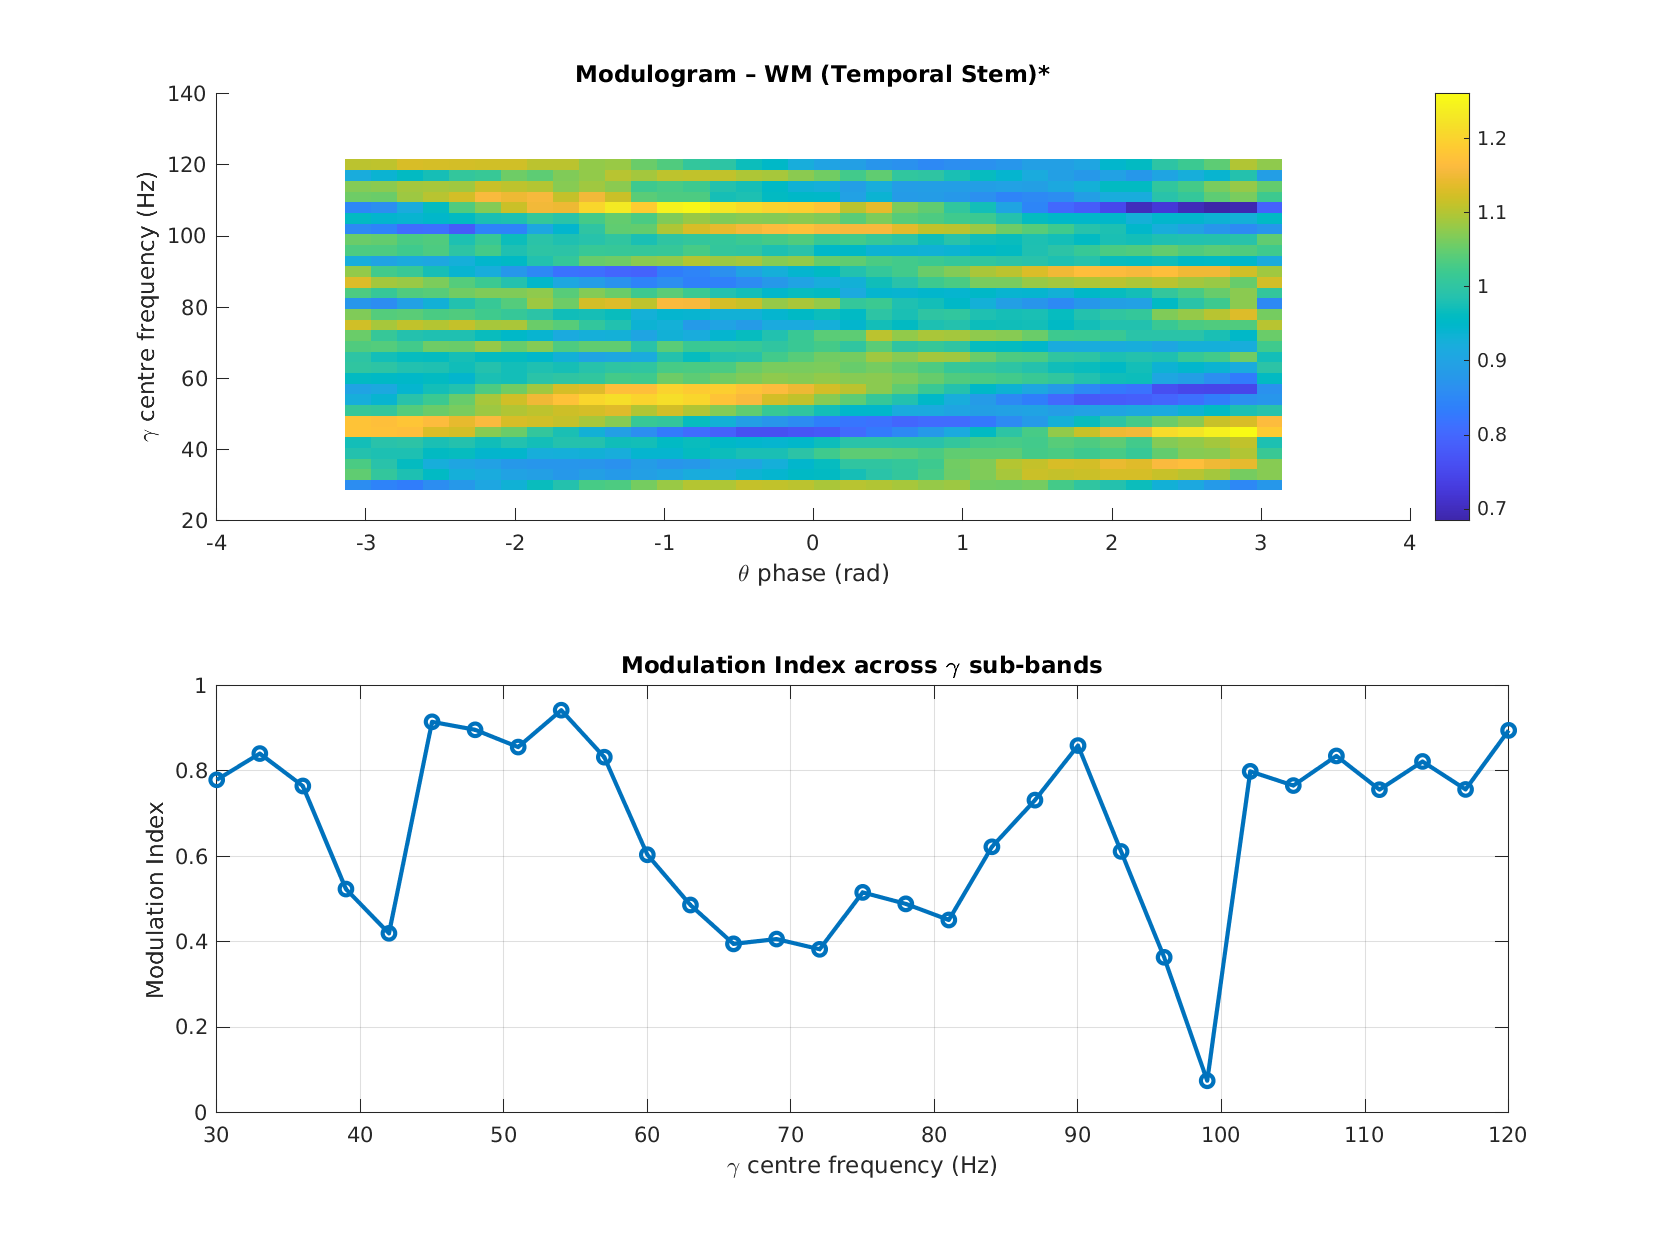 Modulogram – WM (Temporal Stem)*
140
120
100
80
60
40
20
γ centre frequency (Hz)
-4 -3 -2 -1 0 1 2 3 4
θ phase (rad)
1.2
1.1
1
0.9
0.8
0.7
Modulation Index across γ sub-bands
1
0.8
0.6
0.4
0.2
0
Modulation Index
30 40 50 60 70 80 90 100 110 120
γ centre frequency (Hz)